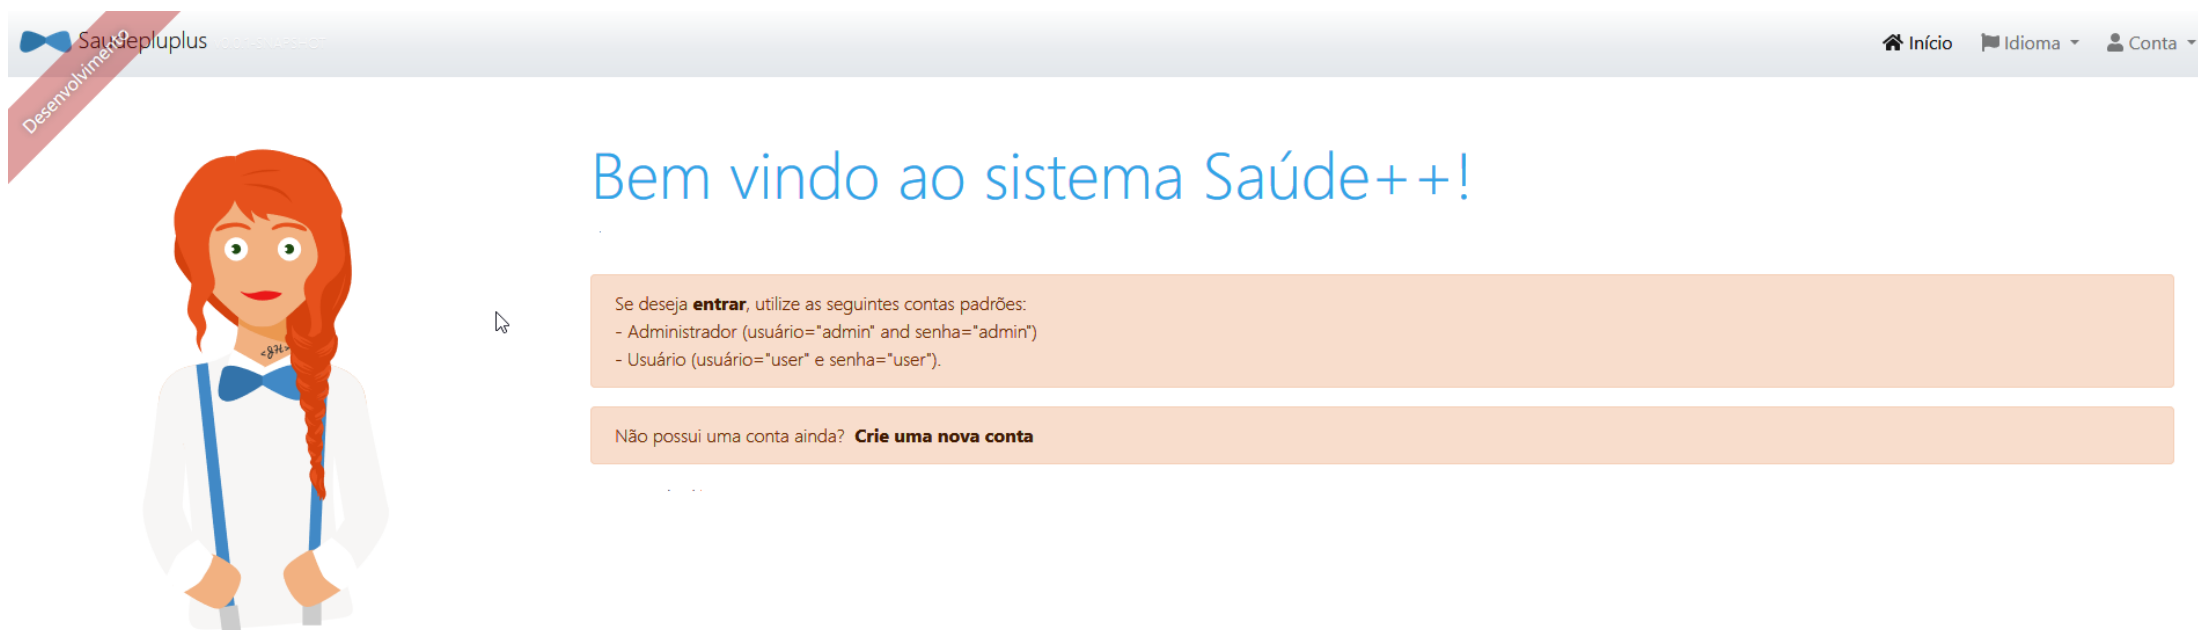 Saudepluplus
Desenvolvimento
Início Idioma Conta
Bem vindo ao sistema Saúde++!
Se deseja entrar, utilize as seguintes contas padrões:
- Administrador (usuário="admin" and senha="admin")
- Usuário (usuário="user" e senha="user").
Não possui uma conta ainda? Crie uma nova conta